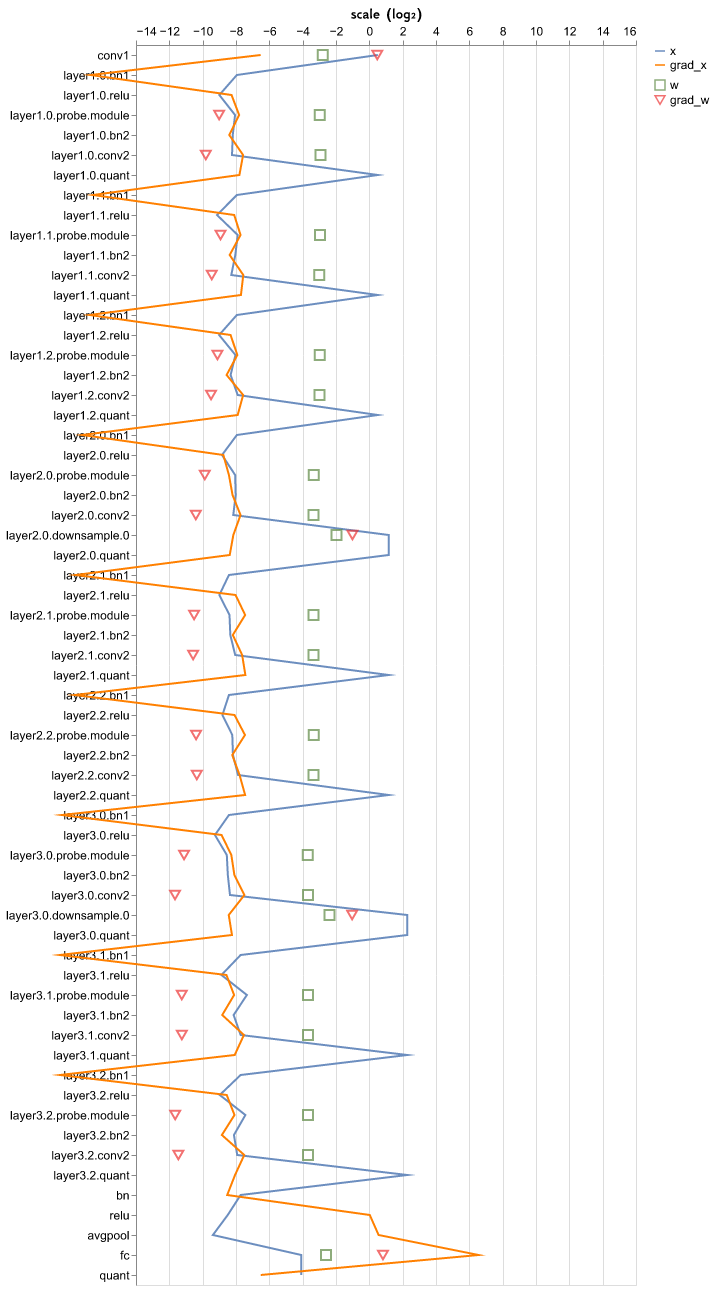 scale (log₂)
−14 −12 −10 −8 −6 −4 −2 0 2 4 6 8 10 12 14 16
conv1
layer1.0.bn1
layer1.0.relu
layer1.0.probe.module
layer1.0.bn2
layer1.0.conv2
layer1.0.quant
layer1.1.bn1
layer1.1.relu
layer1.1.probe.module
layer1.1.bn2
layer1.1.conv2
layer1.1.quant
layer1.2.bn1
layer1.2.relu
layer1.2.probe.module
layer1.2.bn2
layer1.2.conv2
layer1.2.quant
layer2.0.bn1
layer2.0.relu
layer2.0.probe.module
layer2.0.bn2
layer2.0.conv2
layer2.0.downsample.0
layer2.0.quant
layer2.1.bn1
layer2.1.relu
layer2.1.probe.module
layer2.1.bn2
layer2.1.conv2
layer2.1.quant
layer2.2.bn1
layer2.2.relu
layer2.2.probe.module
layer2.2.bn2
layer2.2.conv2
layer2.2.quant
layer3.0.bn1
layer3.0.relu
layer3.0.probe.module
layer3.0.bn2
layer3.0.conv2
layer3.0.downsample.0
layer3.0.quant
layer3.1.bn1
layer3.1.relu
layer3.1.probe.module
layer3.1.bn2
layer3.1.conv2
layer3.1.quant
layer3.2.bn1
layer3.2.relu
layer3.2.probe.module
layer3.2.bn2
layer3.2.conv2
layer3.2.quant
bn
relu
avgpool
fc
quant
x
grad_x
w
grad_w